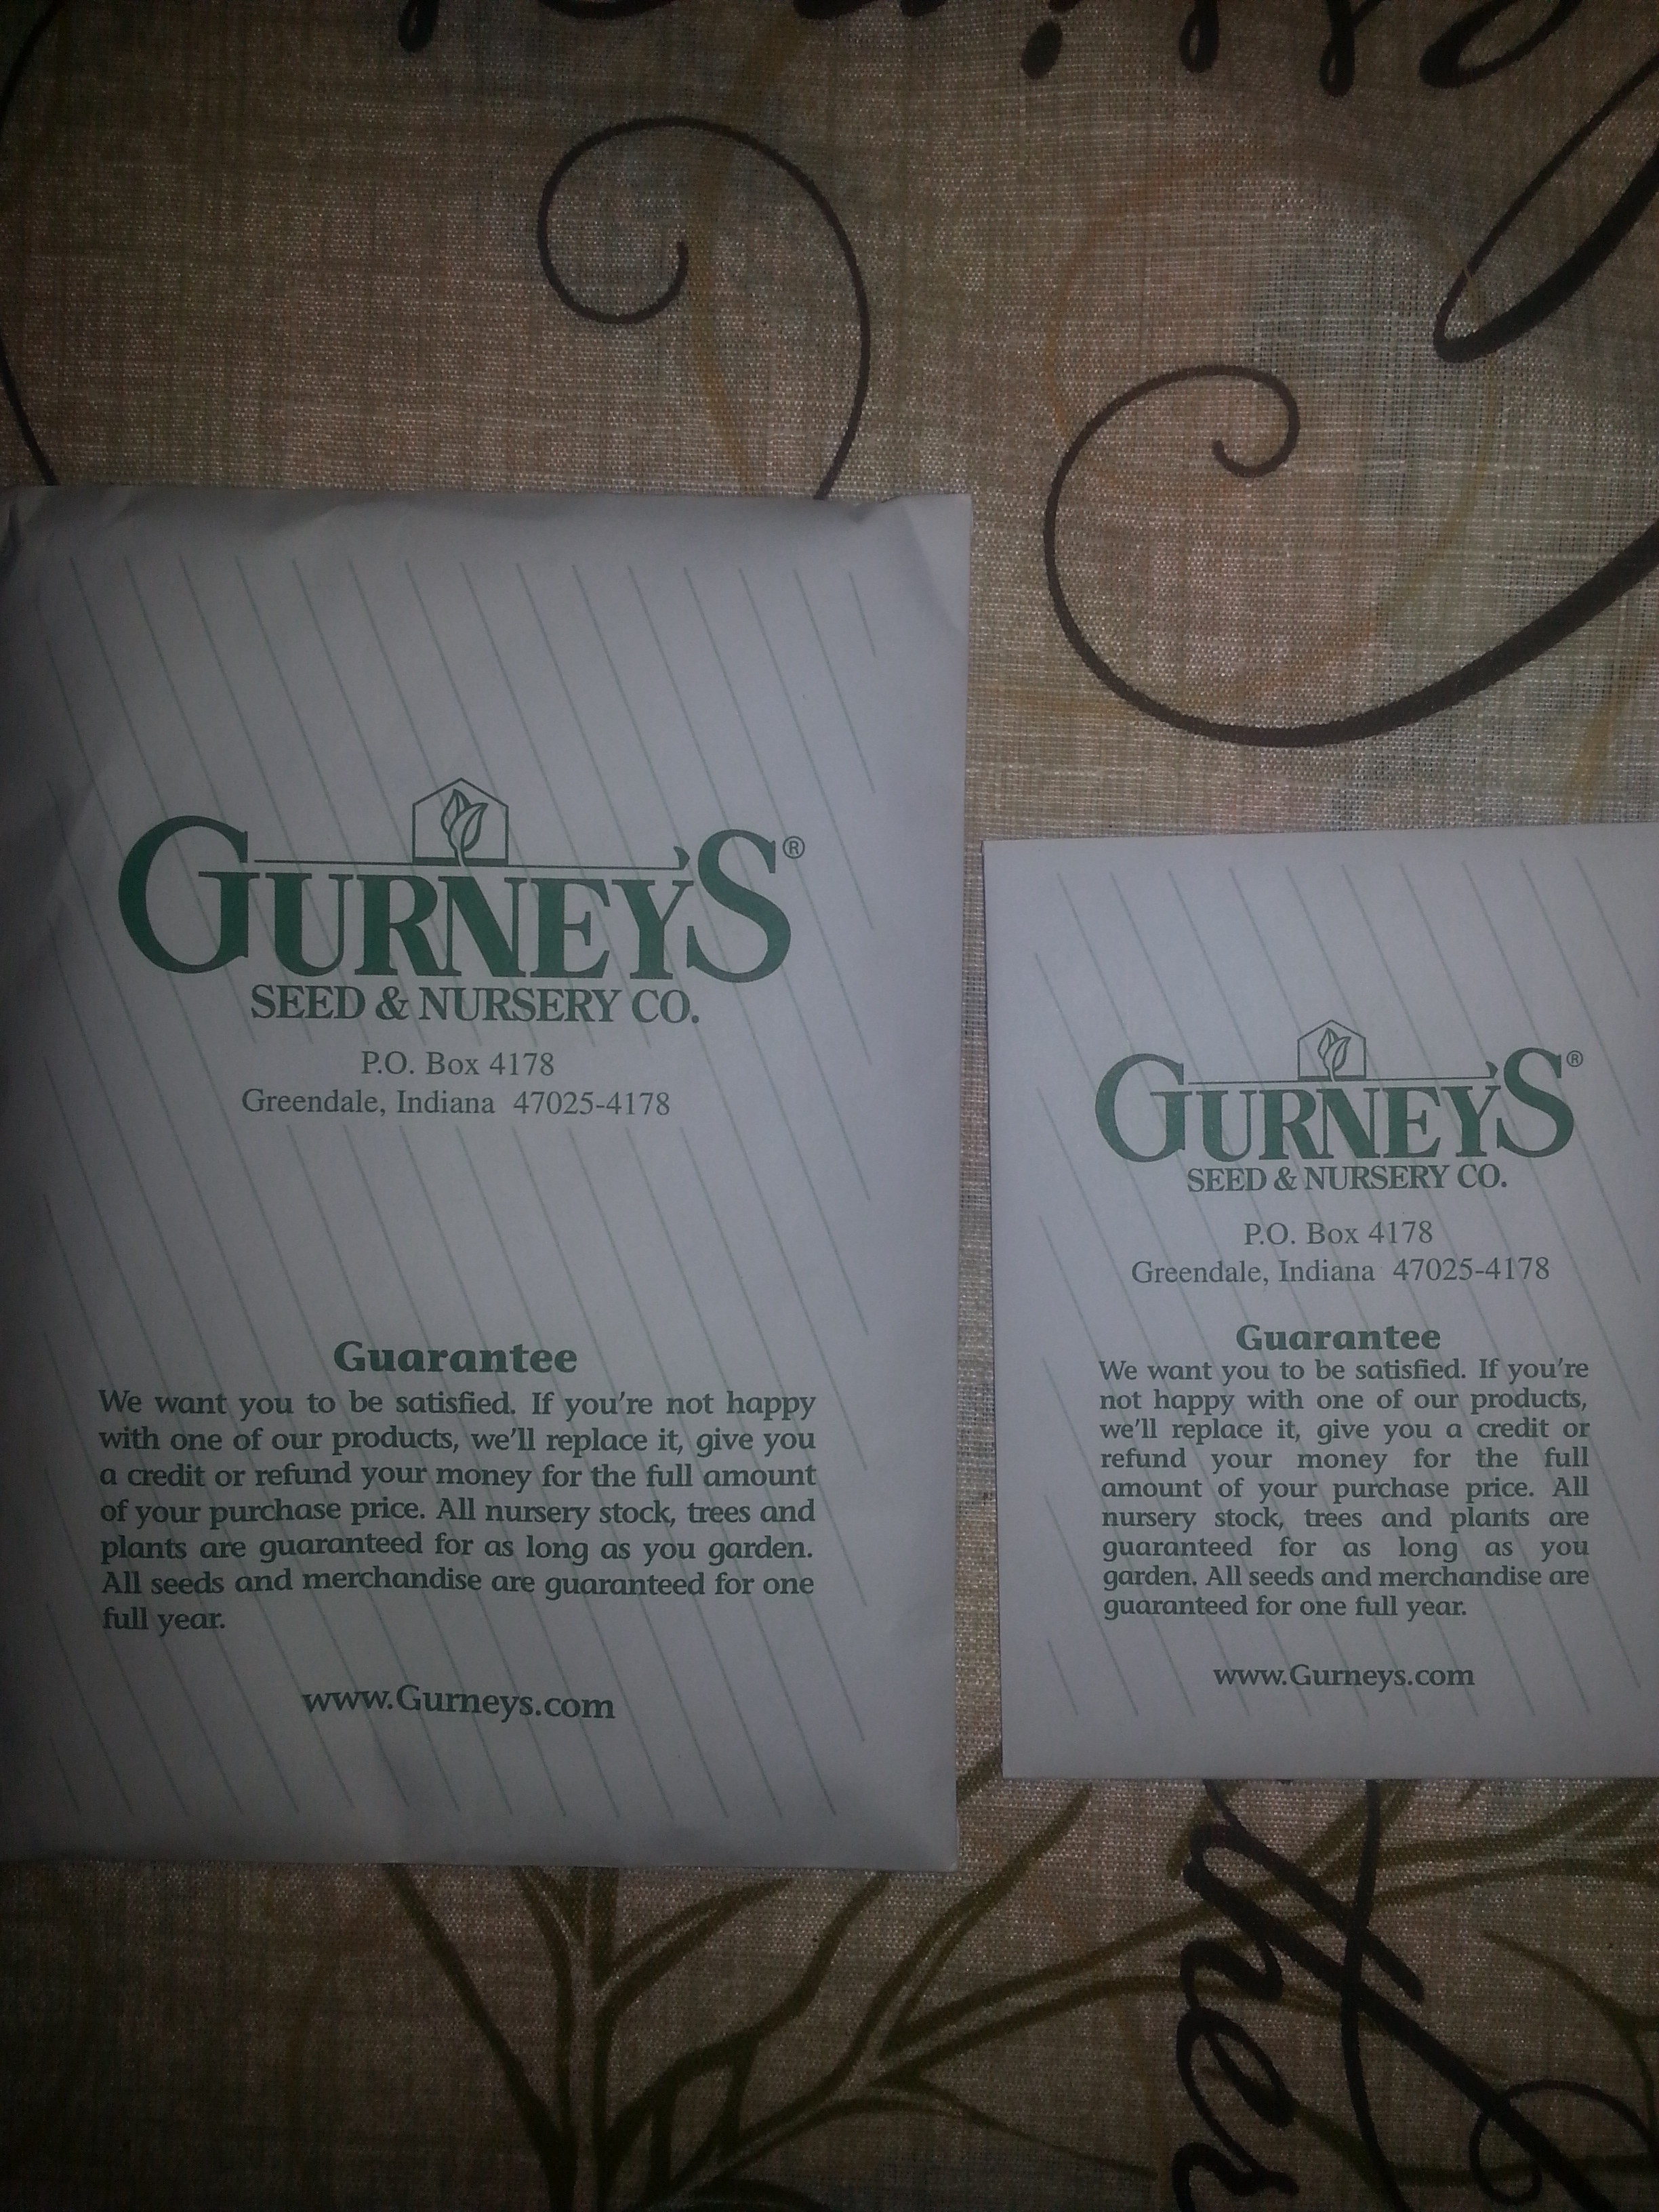 GURNEY'S®
SEED & NURSERY CO.
P.O. Box 4178
Greendale, Indiana 47025-4178
Guarantee
We want you to be satisfied. If you're not happy
with one of our products, we'll replace it, give you
a credit or refund your money for the full amount
of your purchase price. All nursery stock, trees and
plants are guaranteed for as long as you garden.
All seeds and merchandise are guaranteed for one
full year.
www.Gurneys.com
GURNEY'S®
SEED & NURSERY CO.
P.O. Box 4178
Greendale, Indiana 47025-4178
Guarantee
We want you to be satisfied. If you're
not happy with one of our products,
we'll replace it, give you a credit or
refund your money for the full
amount of your purchase price. All
nursery stock, trees and plants are
guaranteed for as long as you
garden. All seeds and merchandise are
guaranteed for one full year.
www.Gurneys.com